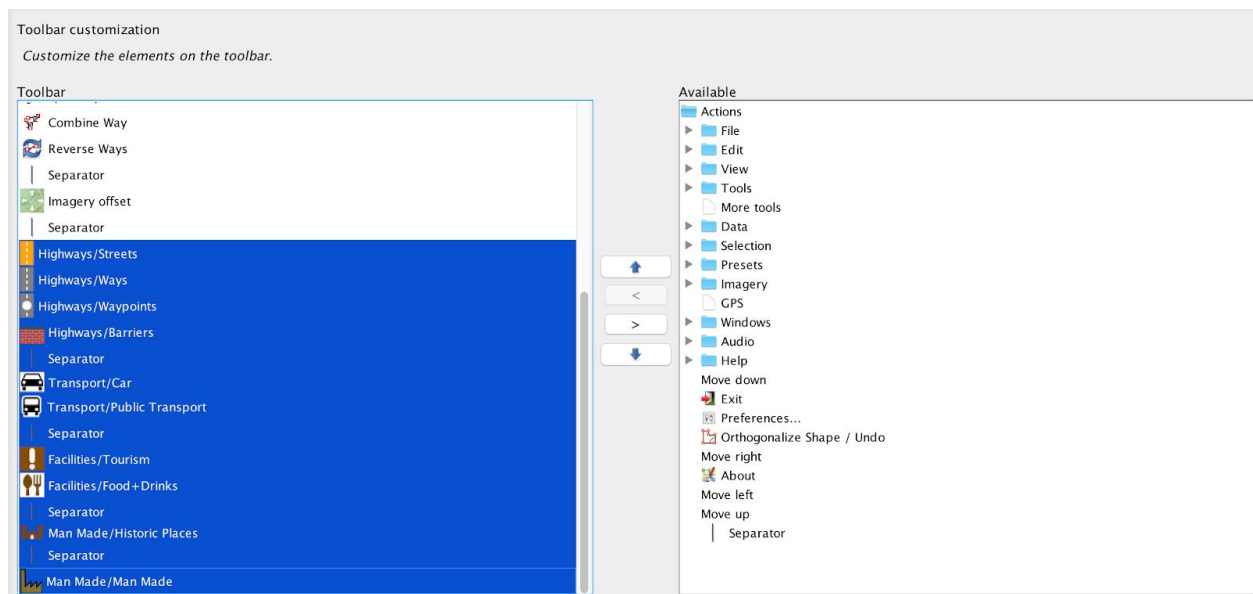 Toolbar customization
Customize the elements on the toolbar.
Toolbar
Combine Way
Reverse Ways
Separator
Imagery offset
Separator
Highways/Streets
Highways/Ways
Highways/Waypoints
Highways/Barriers
Separator
Transport/Car
Transport/Public Transport
Separator
Facilities/Tourism
Facilities/Food+Drinks
Separator
Man Made/Historic Places
Separator
Man Made/Man Made
<
>
Available
Actions
File
Edit
View
Tools
More tools
Data
Selection
Presets
Imagery
GPS
Windows
Audio
Help
Move down
Exit
Preferences...
Orthogonalize Shape / Undo
Move right
About
Move left
Move up
Separator